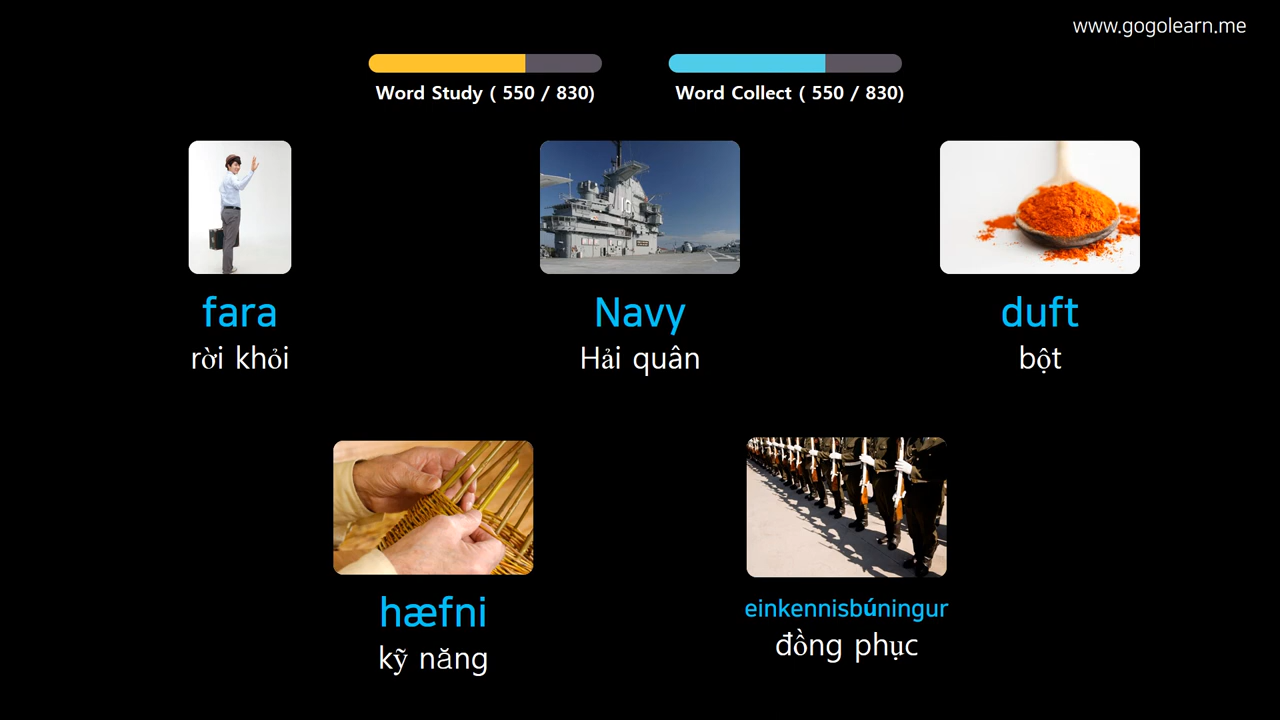 www.gogolearn.me
Word Study ( 550 / 830)
Word Collect ( 550 / 830)
fara
rời khỏi
Navy
Hải quân
duft
bột
hæfni
kỹ năng
einkennisbúningur
đồng phục